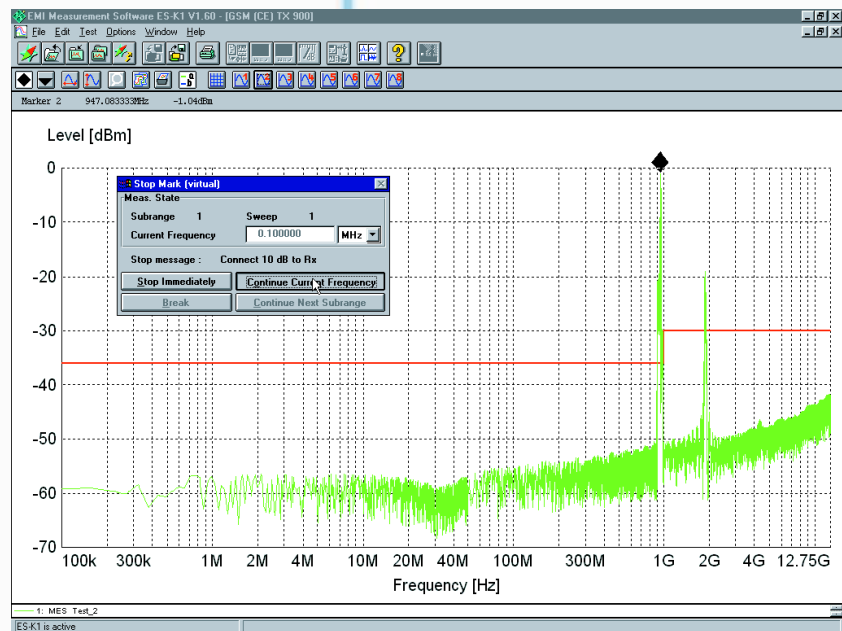 EMI Measurement Software ES-K1 V1.60 - [GSM (CE) TX 900]
File Edit Test Options Window Help
Marker 2 947.083333MHz -1.04dBm
Level [dBm]
0
-10
-20
-30
-40
-50
-60
-70
Stop Mark (virtual)
Meas. State
Subrange 1 Sweep 1
Current Frequency 0.100000 MHz
Stop message : Connect 10 dB to Rx
Stop Immediately Continue Current Frequency
Break Continue Next Subrange
100k 300k 1M 2M 4M 10M 20M 40M 100M 300M 1G 2G 4G 12.75G
Frequency [Hz]
1: MES Test_2
ES-K1 is active